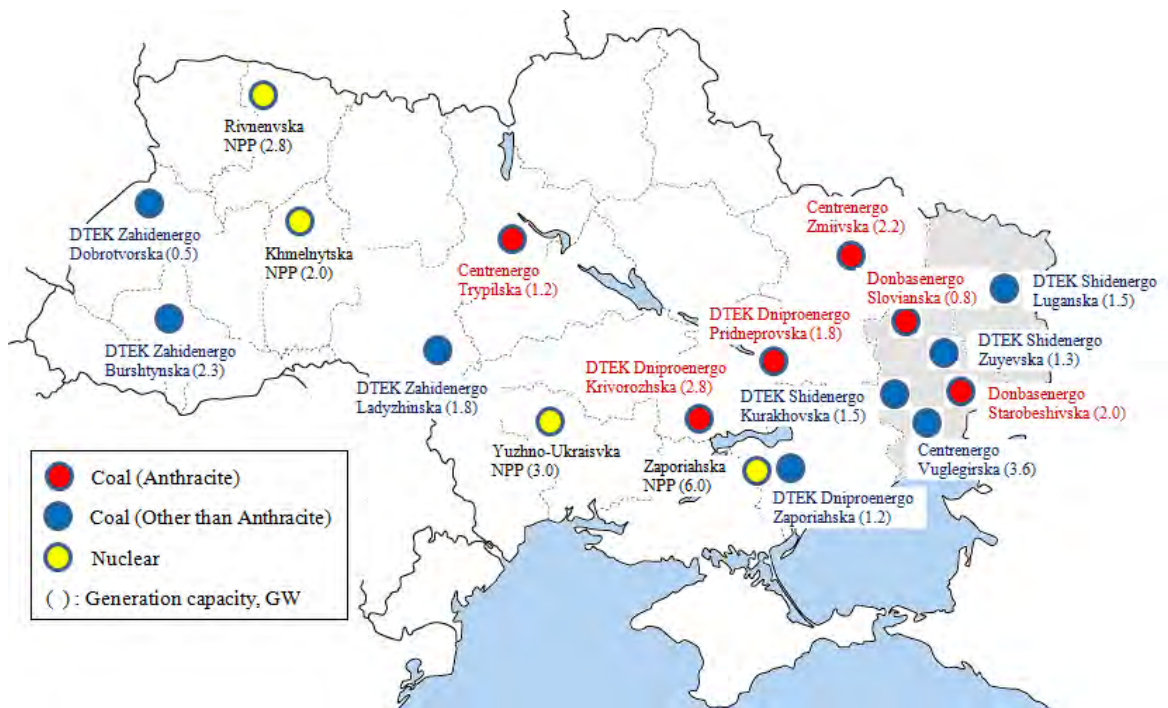 Rivnenvska
NPP (2.8)
DTEK Zahidenergo
Dobrotvorska (0.5)
Khmelnytska
NPP (2.0)
Centrenergo
Trypilska (1.2)
Centrenergo
Zmiivska (2.2)
Donbasenergo
Slovianska (0.8)
DTEK Shidenergo
Luganska (1.5)
DTEK Zahidenergo
Burshtynska (2.3)
DTEK Zahidenergo
Ladyzhinska (1.8)
DTEK Dniproenergo
Pridneprovska (1.8)
DTEK Shidenergo
Zuyevska (1.3)
DTEK Dniproenergo
Krivorozhska (2.8)
DTEK Shidenergo
Kurakhovska (1.5)
Donbasenergo
Starobeshivska (2.0)
Yuzhno-Ukraisvka
NPP (3.0)
Zaporiahska
NPP (6.0)
Centrenergo
Vuglegirska (3.6)
DTEK Dniproenergo
Zaporiahska (1.2)
Coal (Anthracite)
Coal (Other than Anthracite)
Nuclear
( ) : Generation capacity, GW